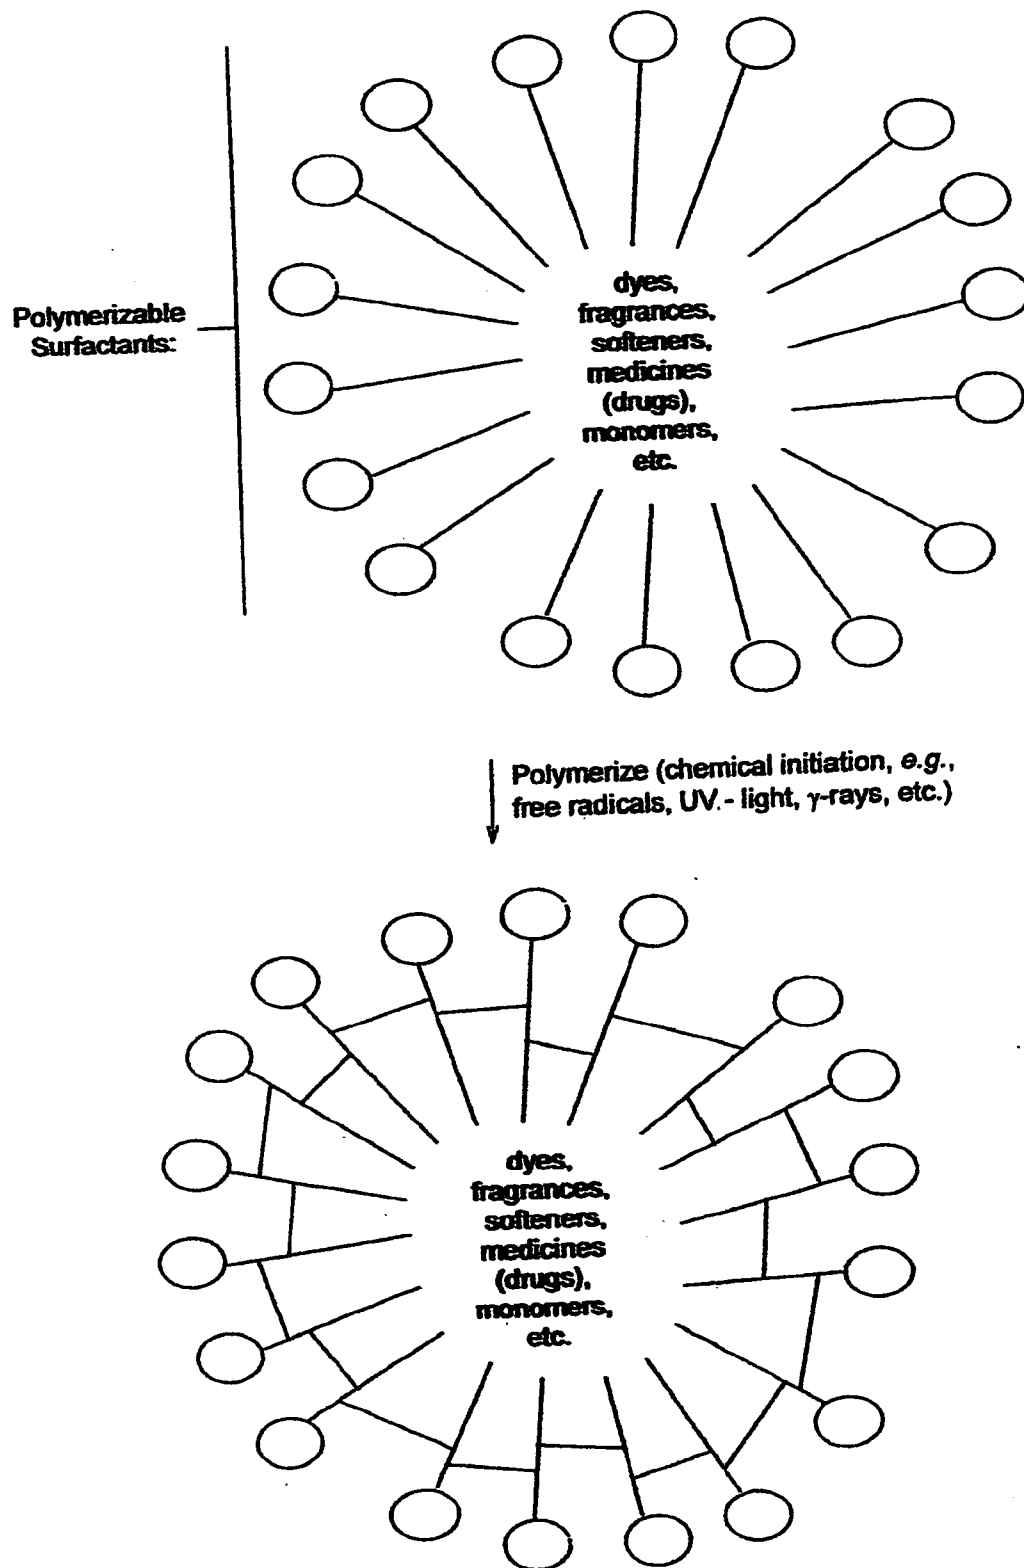 Polymerizable
Surfactants:
dyes,
fragrances,
softeners,
medicines
(drugs),
monomers,
etc.
Polymerize (chemical initiation, e.g.,
free radicals, UV.- light, γ-rays, etc.)
dyes,
fragrances,
softeners,
medicines
(drugs),
monomers,
etc.